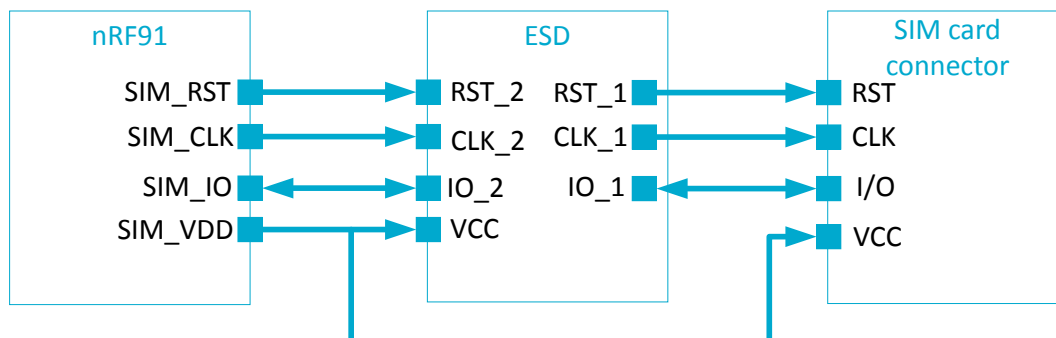 nRF91
ESD
SIM card
connector
SIM_RST
RST_2
RST_1
RST
SIM_CLK
CLK_2
CLK_1
CLK
SIM_IO
IO_2
IO_1
I/O
SIM_VDD
VCC
VCC